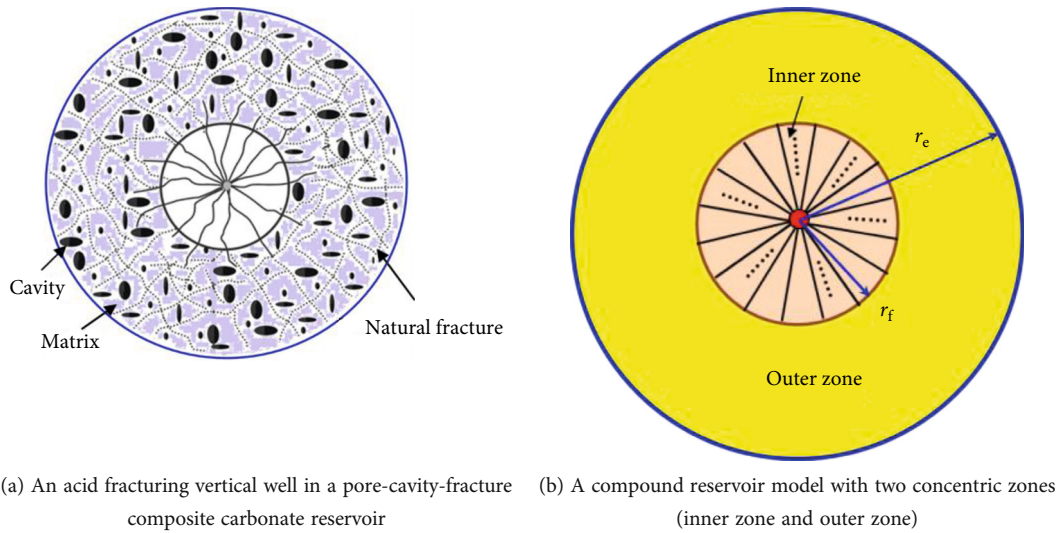 Cavity
Matrix
Natural fracture
(a) An acid fracturing vertical well in a pore-cavity-fracture
composite carbonate reservoir
Inner zone
r_e
r_f
Outer zone
(b) A compound reservoir model with two concentric zones
(inner zone and outer zone)